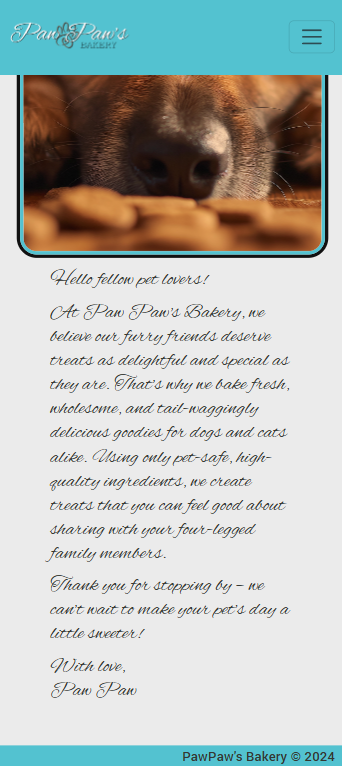 Paw Paw's
BAKERY
Hello fellow pet lovers!
At Paw Paw's Bakery, we
believe our furry friends deserve
treats as delightful and special as
they are. That's why we bake fresh,
wholesome, and tail-waggingly
delicious goodies for dogs and cats
alike. Using only pet-safe, high-
quality ingredients, we create
treats that you can feel good about
sharing with your four-legged
family members.
Thank you for stopping by – we
can't wait to make your pet's day a
little sweeter!
With love,
Paw Paw
PawPaw's Bakery © 2024